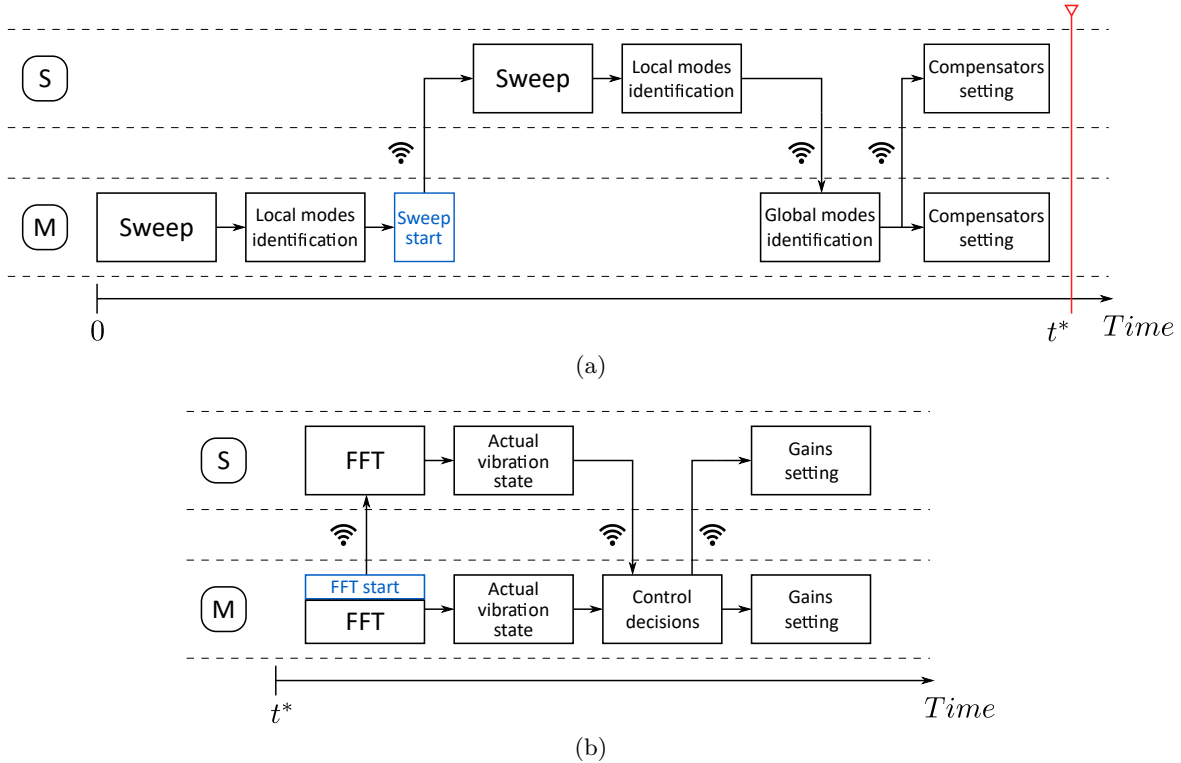 S
Sweep
Local modes
identification
Compensators
setting
M
Sweep
Local modes
identification
Sweep
start
Global modes
identification
Compensators
setting
0
t*
Time
(a)
S
FFT
Actual
vibration
state
Gains
setting
M
FFT start
FFT
Actual
vibration
state
Control
decisions
Gains
setting
t*
Time
(b)